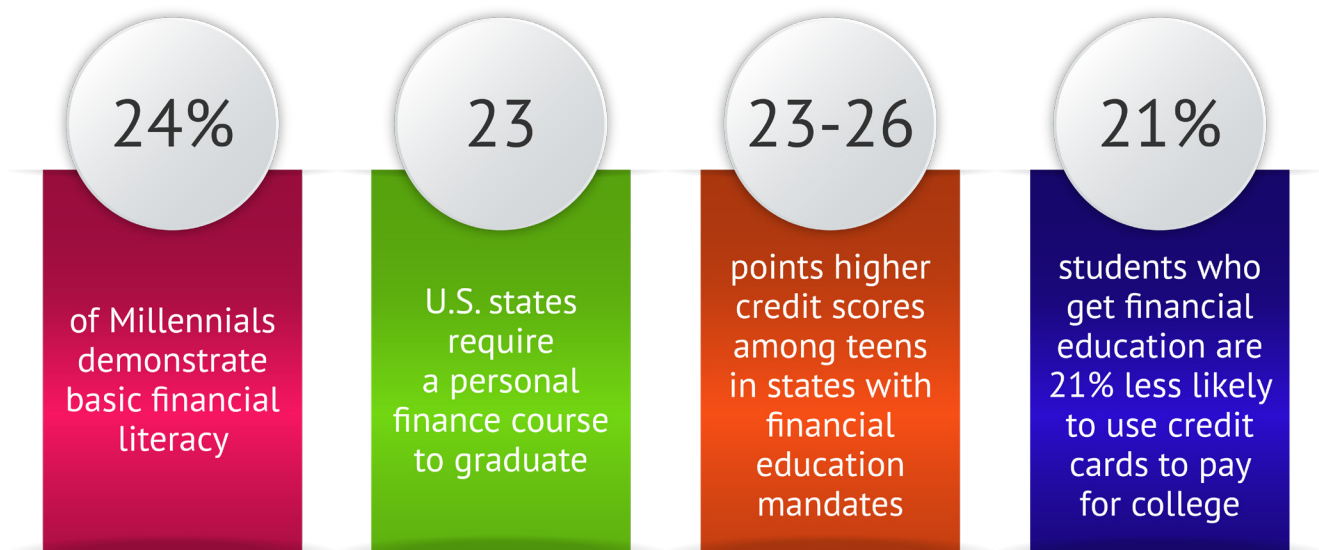 24%
of Millennials
demonstrate
basic financial
literacy
23
U.S. states
require
a personal
finance course
to graduate
23-26
points higher
credit scores
among teens
in states with
financial
education
mandates
21%
students who
get financial
education are
21% less likely
to use credit
cards to pay
for college